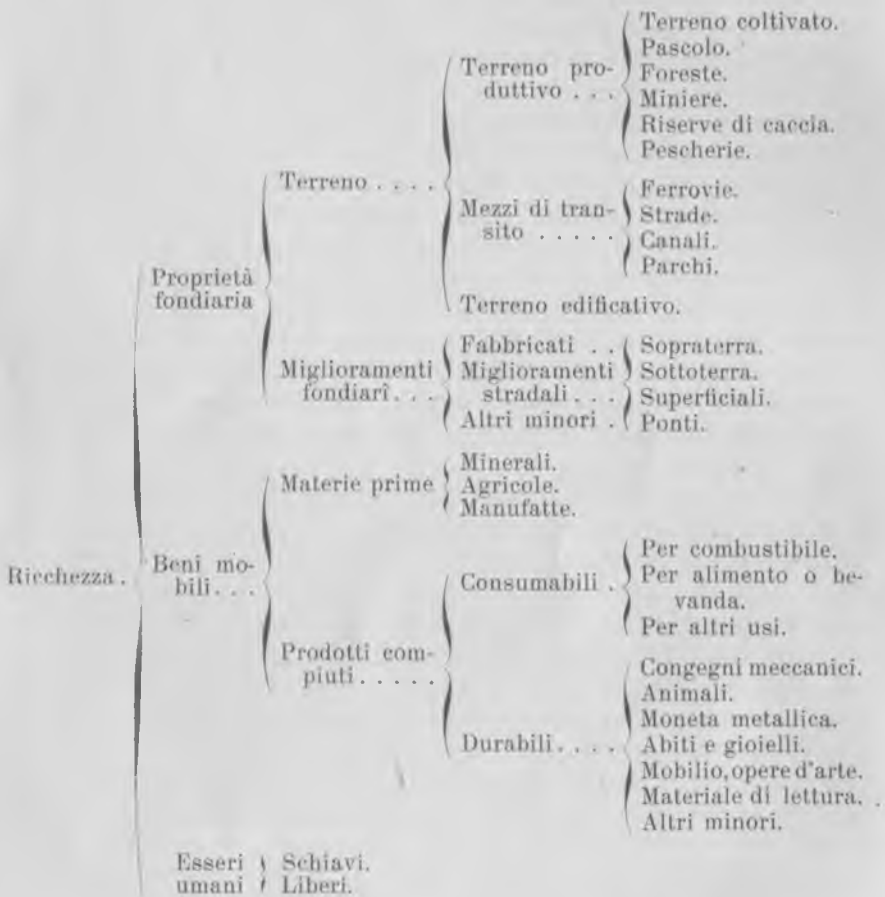 Ricchezza .
Proprietà
fondiaria
Terreno . . . .
Terreno pro-
duttivo . . .
Terreno coltivato.
Pascolo.
Foreste.
Miniere.
Riserve di caccia.
Pescherie.
Mezzi di tran-
sito . . . . .
Ferrovie.
Strade.
Canali.
Parchi.
Terreno edificativo.
Miglioramenti
fondiarî . . .
Fabbricati . .
Miglioramenti
stradali . . .
Altri minori .
Sopraterra.
Sottoterra.
Superficiali.
Ponti.
Beni mo-
bili. . .
Materie prime
Minerali.
Agricole.
Manufatte.
Prodotti com-
piuti . . . . .
Consumabili .
Per combustibile.
Per alimento o be-
vanda.
Per altri usi.
Durabili . . . .
Congegni meccanici.
Animali.
Moneta metallica.
Abiti e gioielli.
Mobilio, opere d'arte.
Materiale di lettura.
Altri minori.
Esseri
umani
Schiavi.
Liberi.